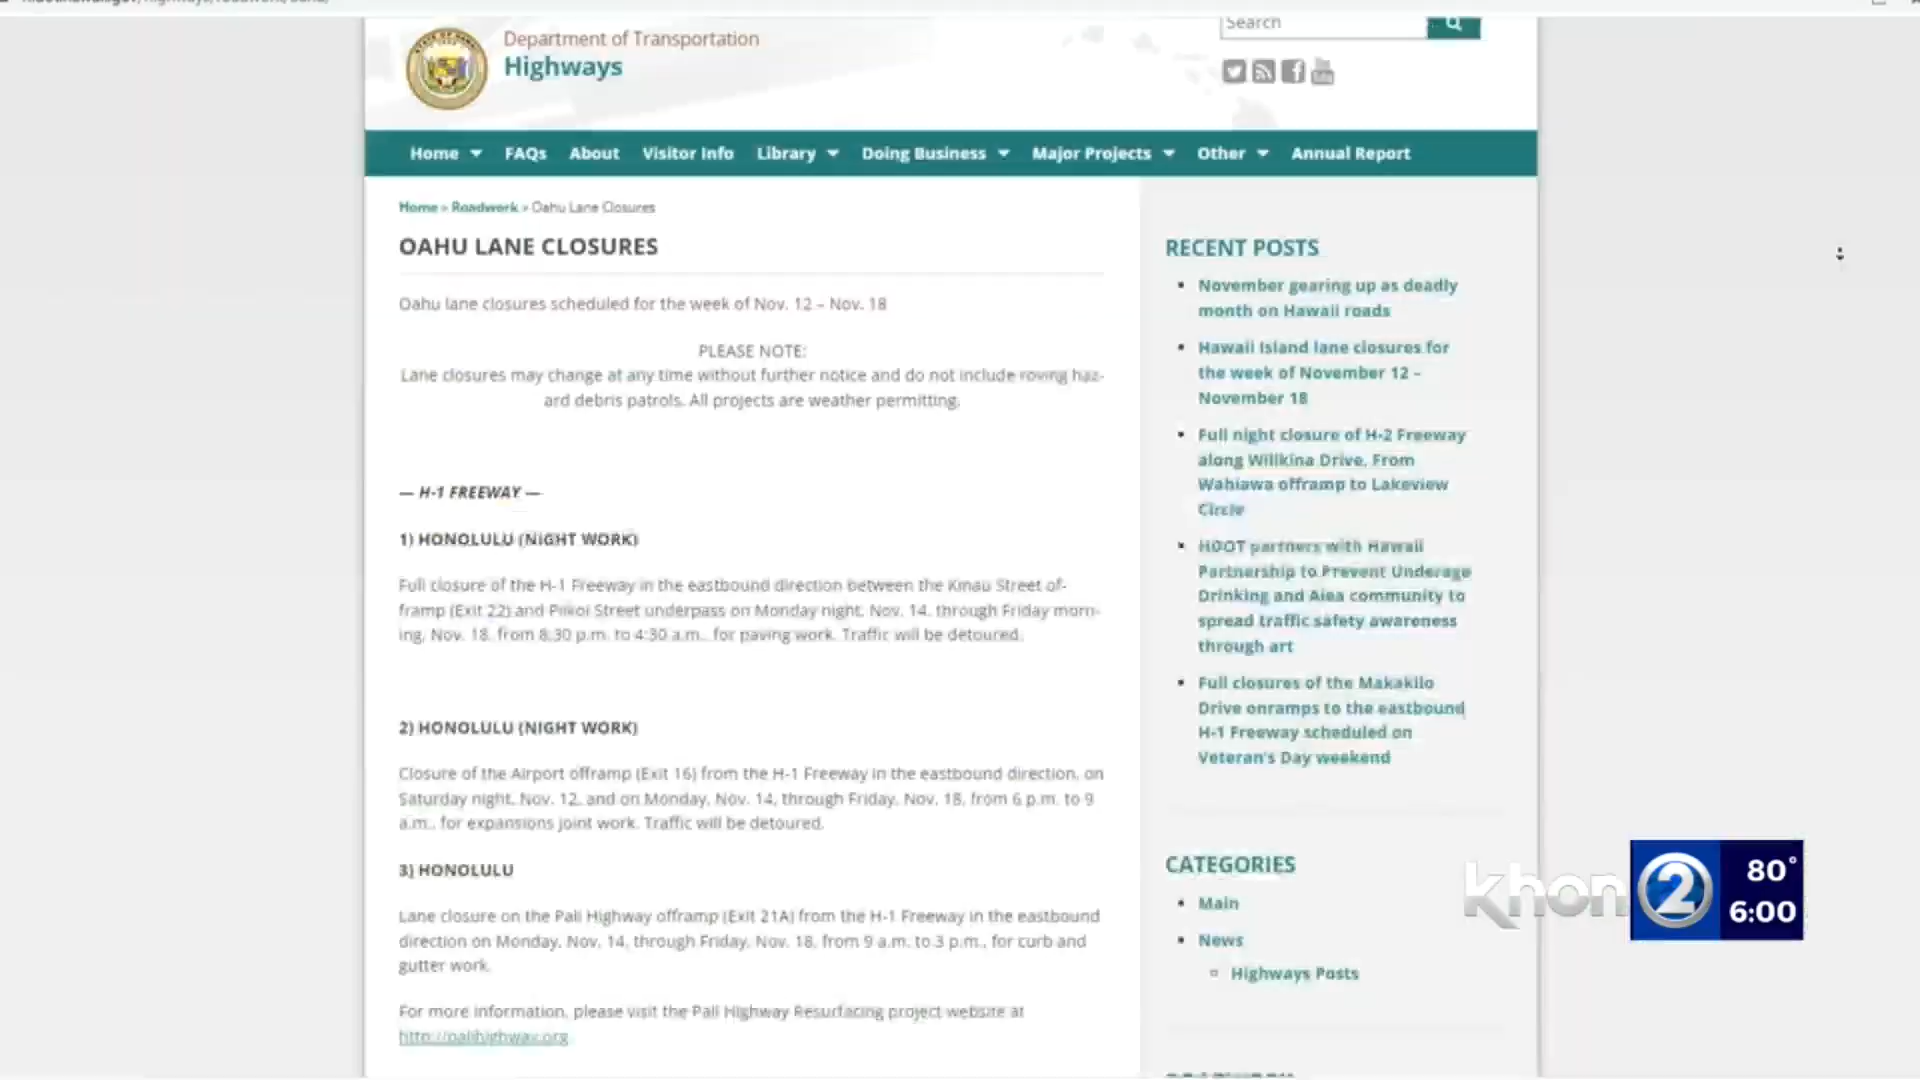 Search
Department of Transportation
Highways
Home
FAQs
About
Visitor Info
Library
Doing Business
Major Projects
Other
Annual Report
Home » Roadwork » Oahu Lane Closures
OAHU LANE CLOSURES
Oahu lane closures scheduled for the week of Nov. 12 – Nov. 18
PLEASE NOTE:
Lane closures may change at any time without further notice and do not include roving haz-
ard debris patrols. All projects are weather permitting.
— H-1 FREEWAY —
1) HONOLULU (NIGHT WORK)
Full closure of the H-1 Freeway in the eastbound direction between the Kinau Street of-
framp (Exit 22) and Piikoi Street underpass on Monday night, Nov. 14, through Friday morn-
ing, Nov. 18, from 8:30 p.m. to 4:30 a.m., for paving work. Traffic will be detoured.
2) HONOLULU (NIGHT WORK)
Closure of the Airport offramp (Exit 16) from the H-1 Freeway in the eastbound direction, on
Saturday night, Nov. 12, and on Monday, Nov. 14, through Friday, Nov. 18, from 6 p.m. to 9
a.m., for expansions joint work. Traffic will be detoured.
3) HONOLULU
Lane closure on the Pali Highway offramp (Exit 21A) from the H-1 Freeway in the eastbound
direction on Monday, Nov. 14, through Friday, Nov. 18, from 9 a.m. to 3 p.m., for curb and
gutter work.
For more information, please visit the Pali Highway Resurfacing project website at
http://palihighway.org
RECENT POSTS
November gearing up as deadly
month on Hawaii roads
Hawaii Island lane closures for
the week of November 12 –
November 18
Full night closure of H-2 Freeway
along Wilikina Drive, From
Wahiawa offramp to Lakeview
Circle
HDOT partners with Hawaii
Partnership to Prevent Underage
Drinking and Aiea community to
spread traffic safety awareness
through art
Full closures of the Makakilo
Drive onramps to the eastbound
H-1 Freeway scheduled on
Veteran's Day weekend
CATEGORIES
Main
News
Highways Posts
khon 2
80°
6:00